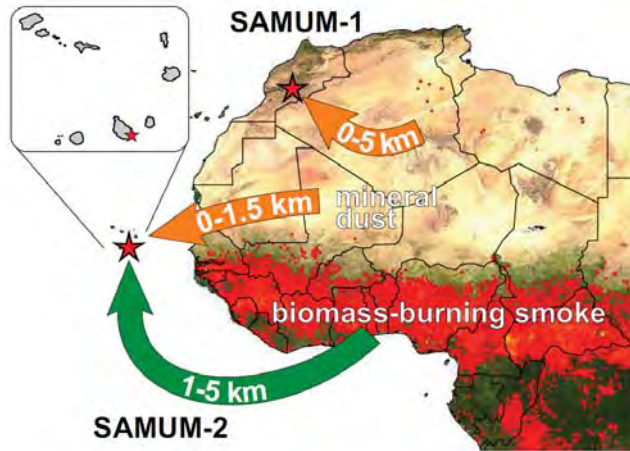 SAMUM-1
0-5 km
0-1.5 km
mineral
dust
biomass-burning smoke
1-5 km
SAMUM-2